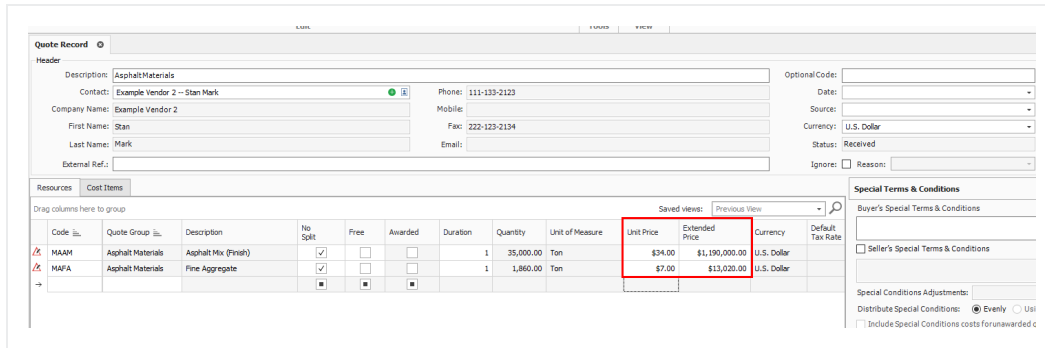 Edit Tools View
Quote Record
Header
Description: AsphaltMaterials OptionalCode:
Contact: Example Vendor 2 -- Stan Mark Phone: 111-133-2123 Date:
Company Name: Example Vendor 2 Mobile: Source:
First Name: Stan Fax: 222-123-2134 Currency: U.S. Dollar
Last Name: Mark Email: Status: Received
External Ref.: Ignore: Reason:
Resources Cost Items Special Terms & Conditions
Drag columns here to group Saved views: Previous View Buyer's Special Terms & Conditions
Code Quote Group Description No Split Free Awarded Duration Quantity Unit of Measure Unit Price Extended Price Currency Default Tax Rate
Seller's Special Terms & Conditions
MAAM Asphalt Materials Asphalt Mix (Finish) 1 35,000.00 Ton $34.00 $1,190,000.00 U.S. Dollar
MAFA Asphalt Materials Fine Aggregate 1 1,860.00 Ton $7.00 $13,020.00 U.S. Dollar
Special Conditions Adjustments:
Distribute Special Conditions: Evenly Usi
Include Special Conditions costs forunawarded